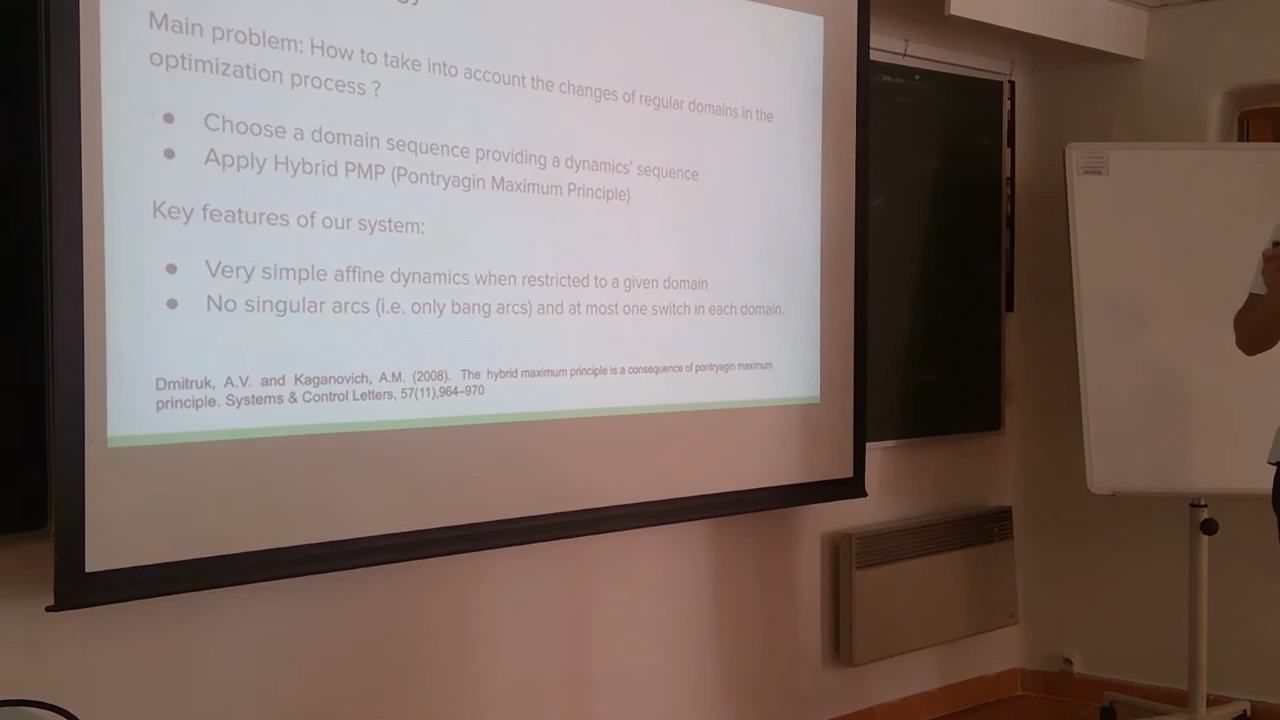 Main problem: How to take into account the changes of regular domains in the
optimization process ?
● Choose a domain sequence providing a dynamics' sequence
● Apply Hybrid PMP (Pontryagin Maximum Principle)
Key features of our system:
● Very simple affine dynamics when restricted to a given domain
● No singular arcs (i.e. only bang arcs) and at most one switch in each domain.
Dmitruk, A.V. and Kaganovich, A.M. (2008). The hybrid maximum principle is a consequence of pontryagin maximum
principle. Systems & Control Letters, 57(11),964–970